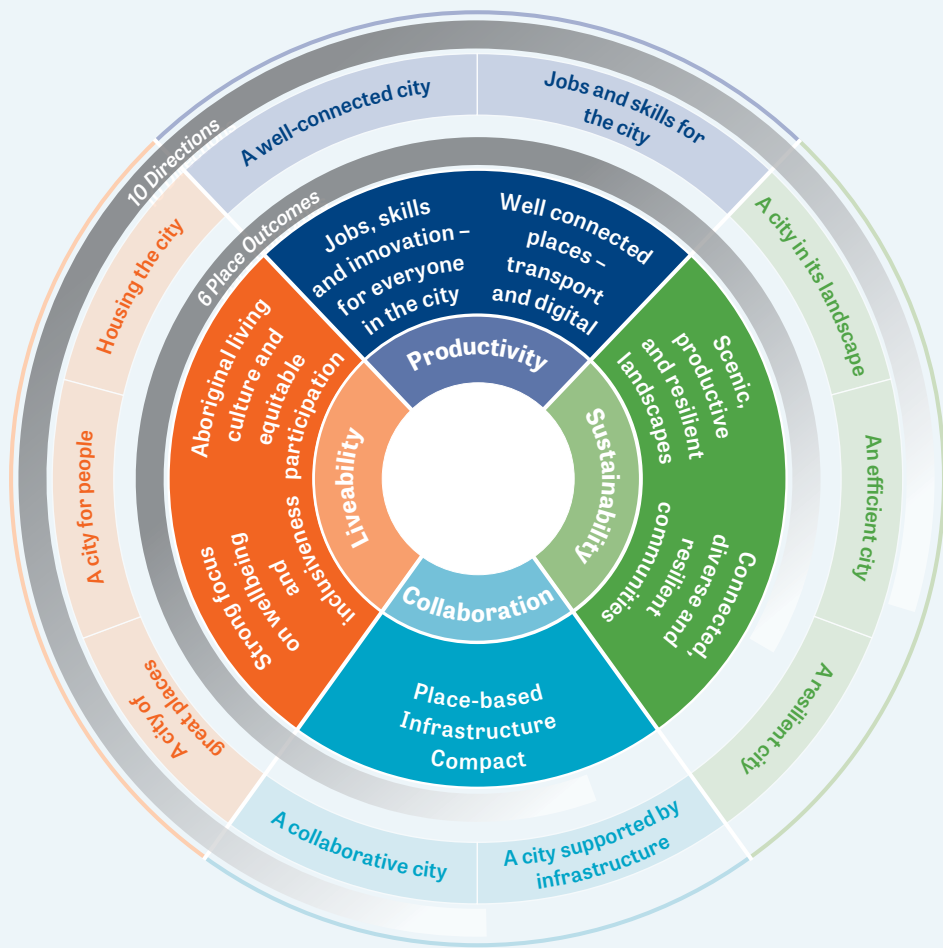 10 Directions
A well-connected city
Jobs and skills for
the city
A city in its landscape
An efficient city
A resilient city
A city supported by
infrastructure
A collaborative city
A city of
great places
A city for people
Housing the city
6 Place Outcomes
Jobs, skills
and innovation –
for everyone
in the city
Well connected
places –
transport
and digital
Scenic,
productive
and resilient
landscapes
Connected,
diverse and
resilient
communities
Place-based
Infrastructure
Compact
Strong focus
on wellbeing
and
inclusiveness
Aboriginal living
culture and
equitable
participation
Productivity
Sustainability
Collaboration
Liveability